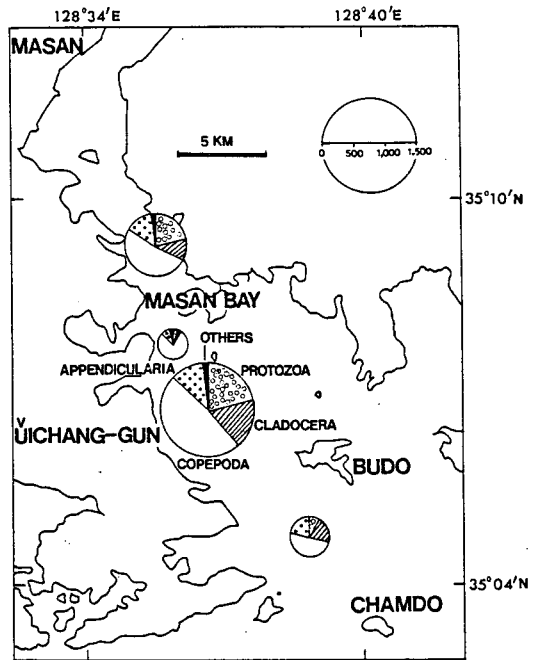 128°34′E
128°40′E
MASAN
5 KM
0 500 1,000 1,500
35°10′N
MASAN BAY
OTHERS
APPENDICULARIA
PROTOZOA
CLADOCERA
ŬICHANG-GUN
COPEPODA
BUDO
35°04′N
CHAMDO